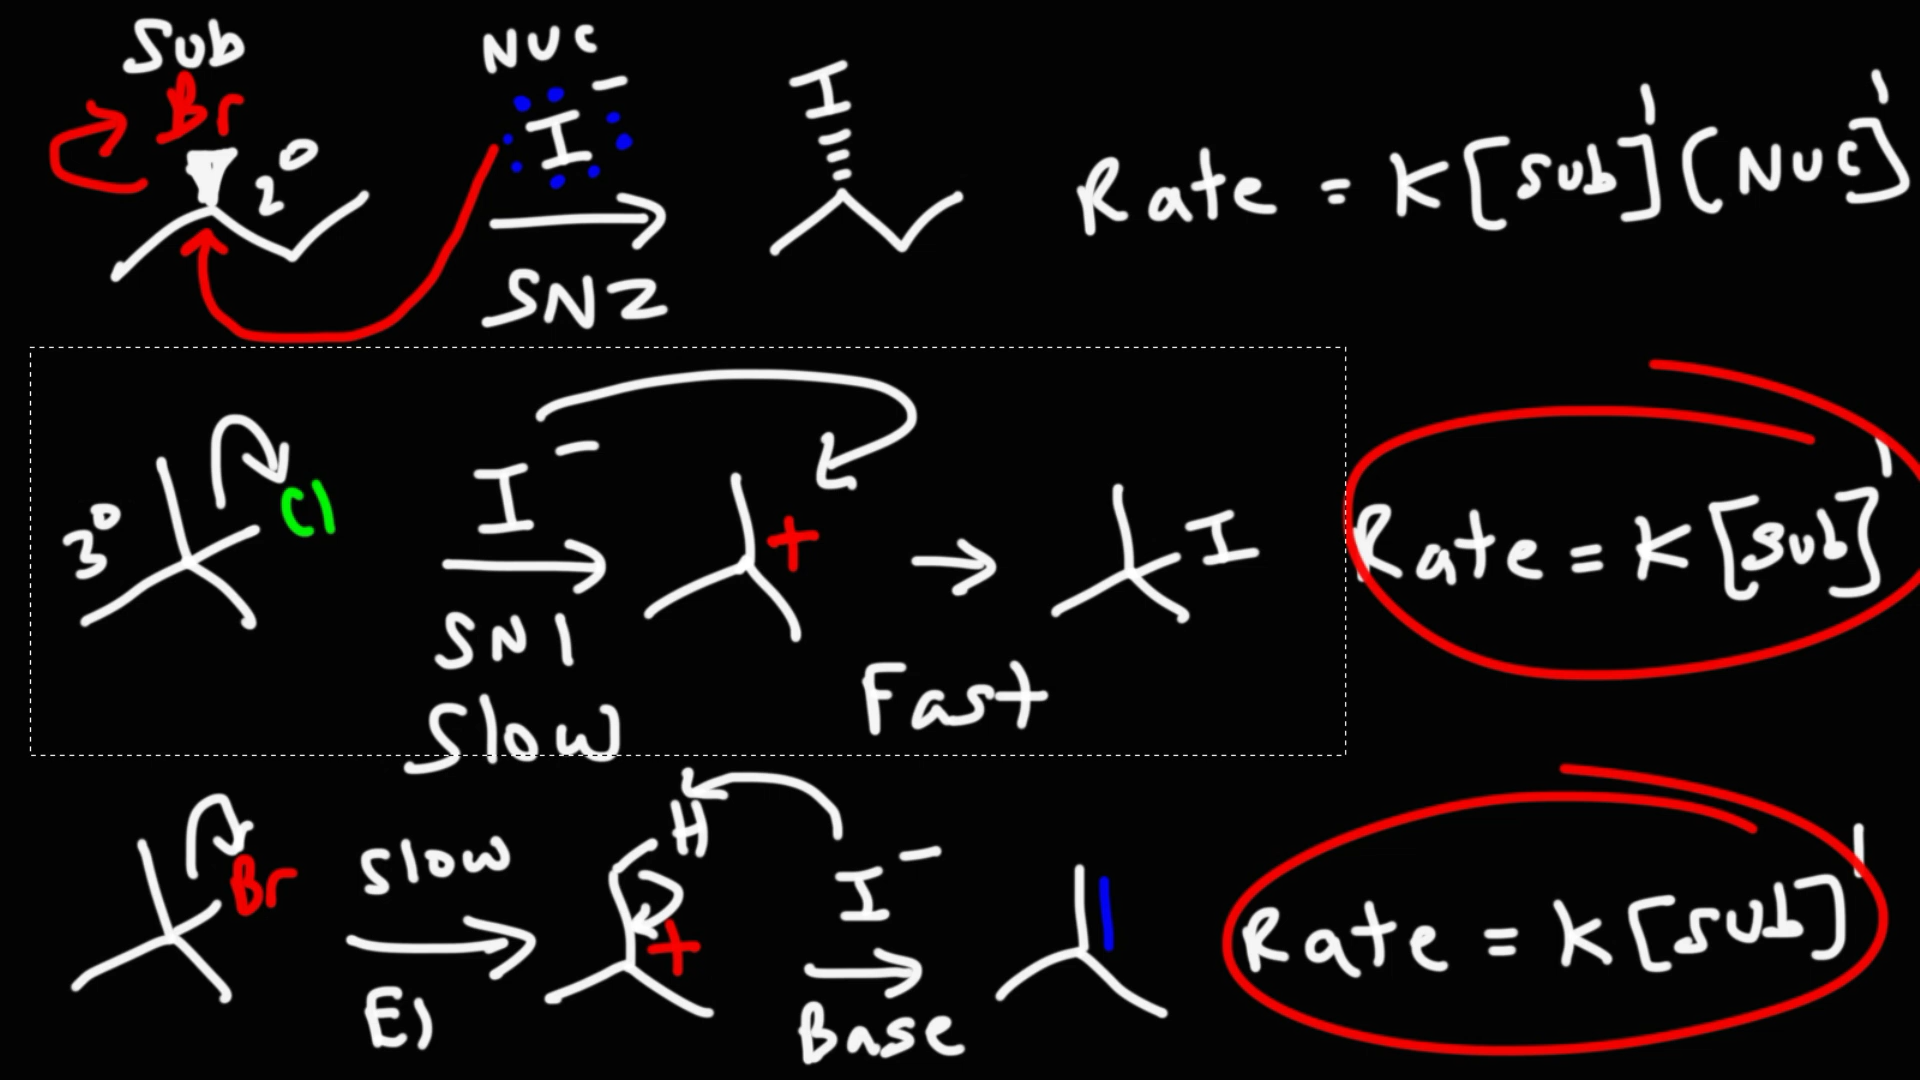 Sub Nuc
Br I⁻ I
2° Rate = K[Sub]¹[Nuc]¹
SN2
3° Cl I⁻ + I Rate = K[Sub]¹
SN1
Slow Fast
Br slow H I⁻ + Rate = K[Sub]¹
E1 Base